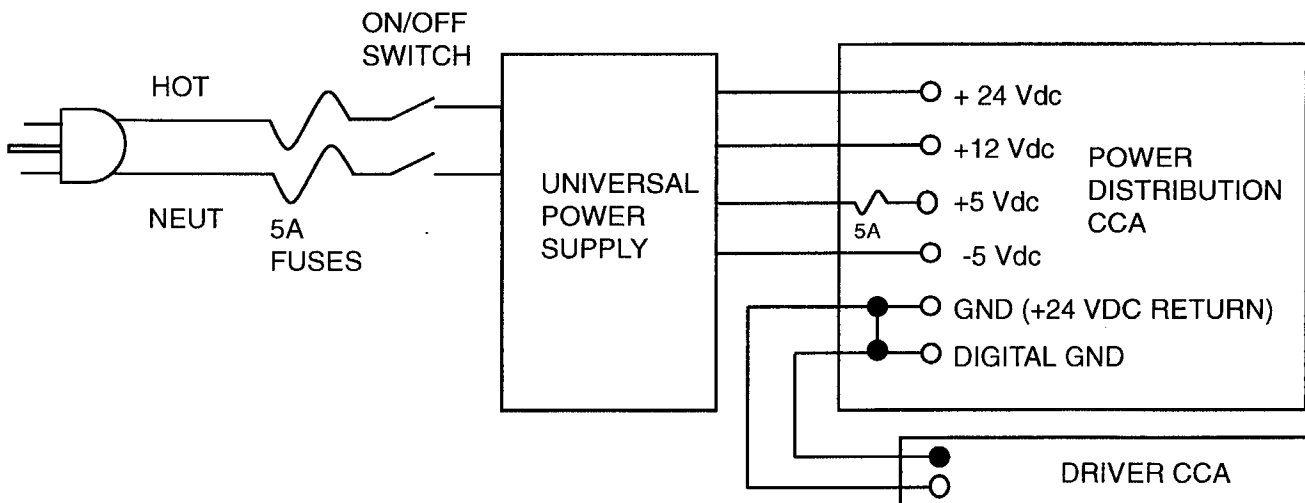 ON/OFF
SWITCH
HOT
NEUT
5A
FUSES
UNIVERSAL
POWER
SUPPLY
+ 24 Vdc
+12 Vdc
+5 Vdc
5A
-5 Vdc
GND (+24 VDC RETURN)
DIGITAL GND
POWER
DISTRIBUTION
CCA
DRIVER CCA